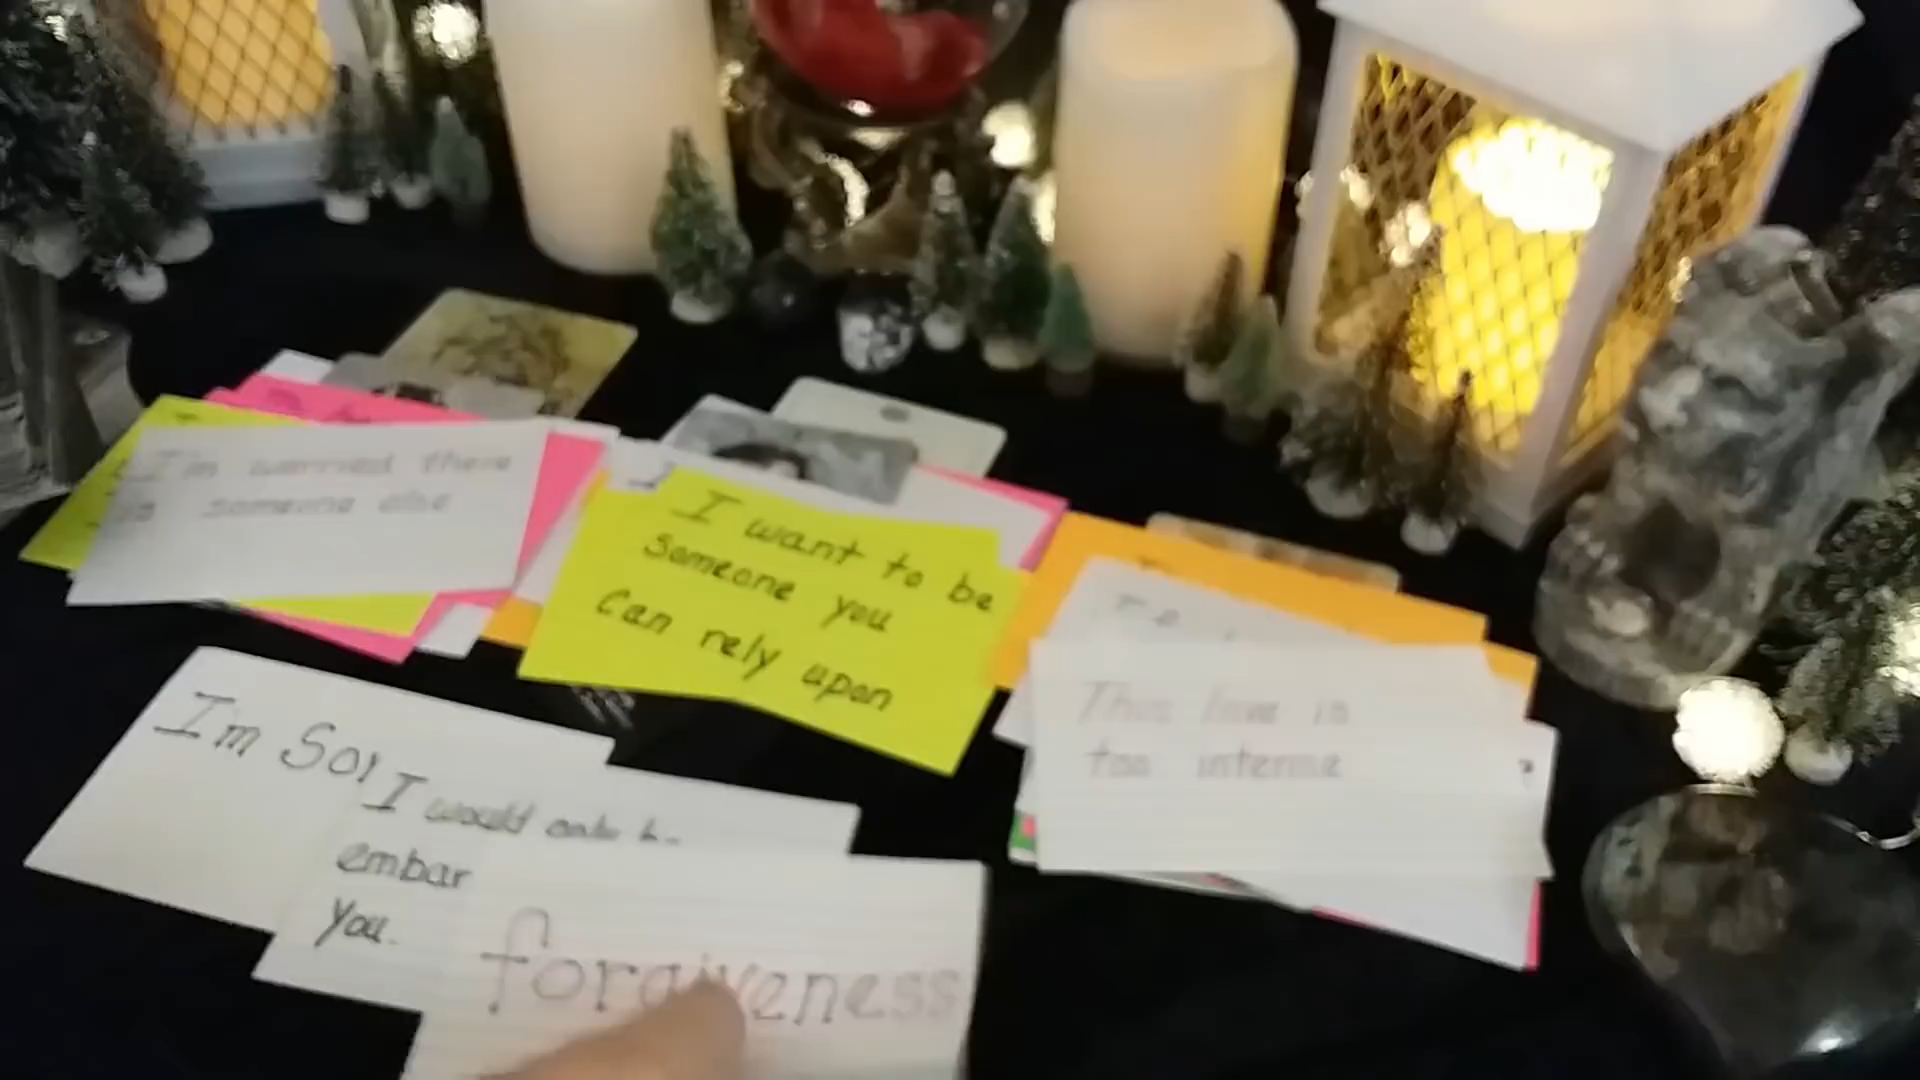 I'm worried there
is someone else
I want to be
someone you
can rely upon
This love is
too intense
I'm So
I would only
embar
you.
forgiveness